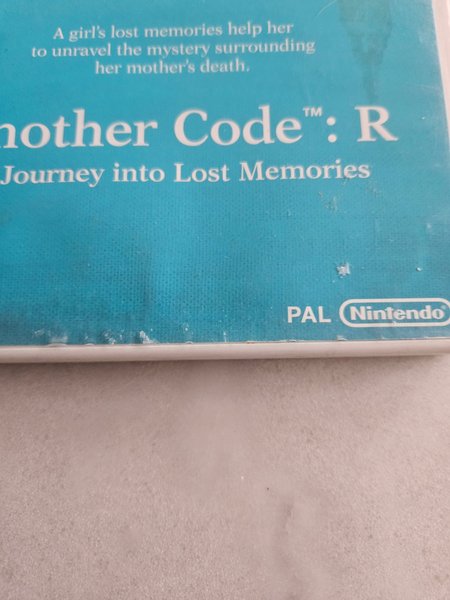 A girl's lost memories help her
to unravel the mystery surrounding
her mother's death.
nother Code™: R
Journey into Lost Memories
PAL Nintendo